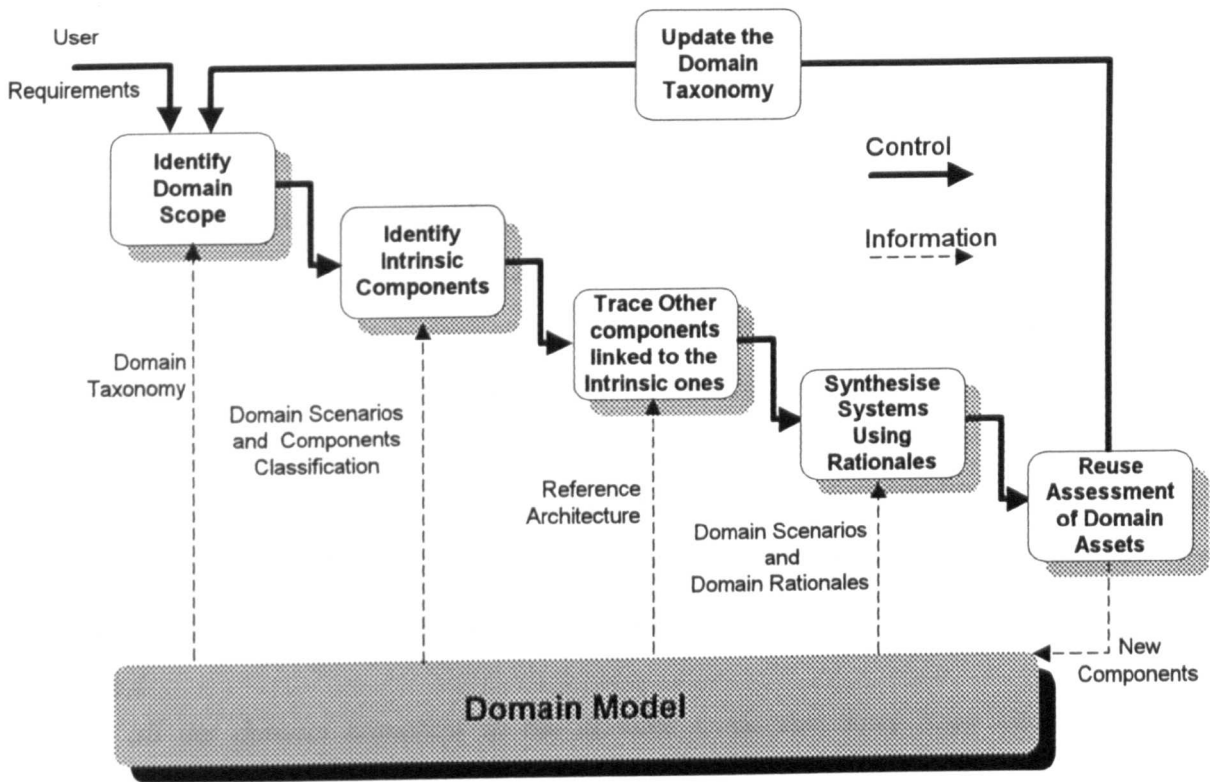 User
Requirements
Update the
Domain
Taxonomy
Identify
Domain
Scope
Control
Information
Identify
Intrinsic
Components
Trace Other
components
linked to the
Intrinsic ones
Domain
Taxonomy
Synthesise
Systems
Using
Rationales
Domain Scenarios
and Components
Classification
Reuse
Assessment
of Domain
Assets
Reference
Architecture
Domain Scenarios
and
Domain Rationales
New
Components
Domain Model